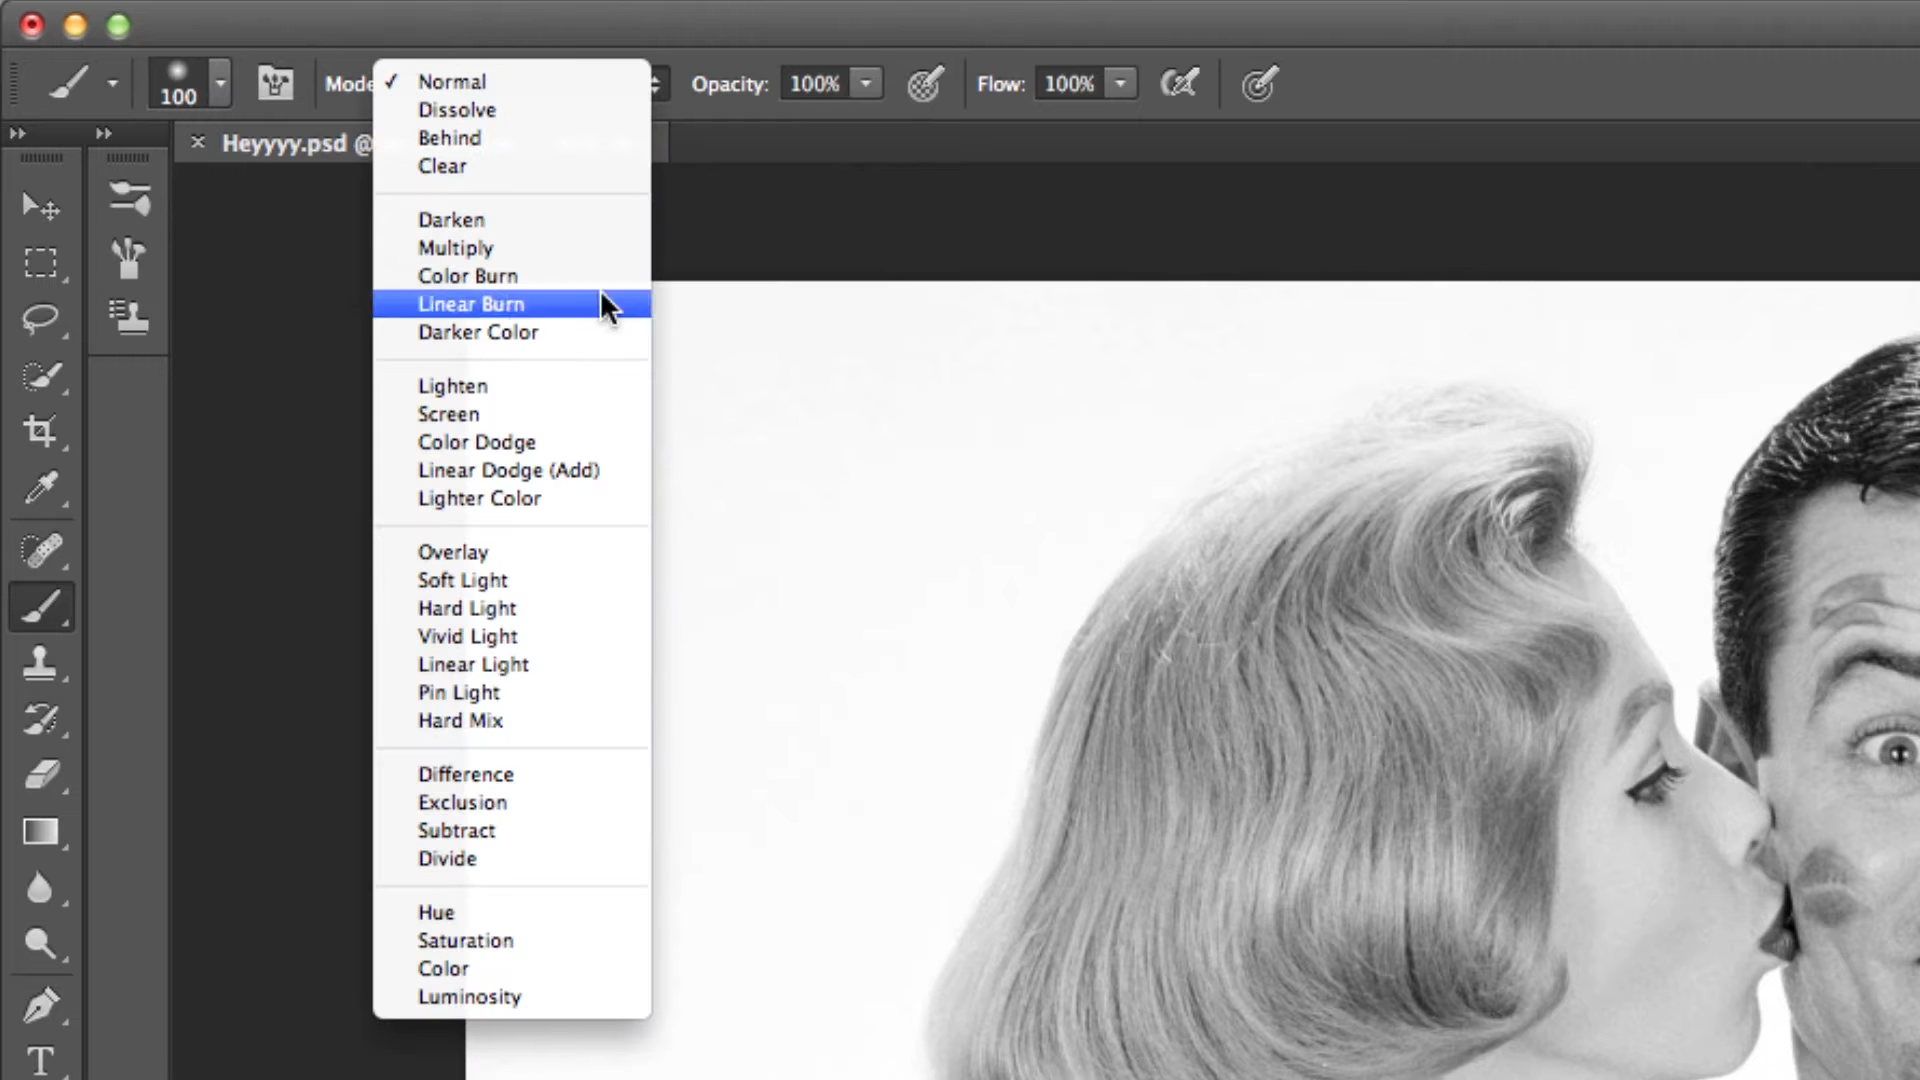 100 Mode Opacity: 100% Flow: 100%
Heyyyy.psd @
Normal
Dissolve
Behind
Clear
Darken
Multiply
Color Burn
Linear Burn
Darker Color
Lighten
Screen
Color Dodge
Linear Dodge (Add)
Lighter Color
Overlay
Soft Light
Hard Light
Vivid Light
Linear Light
Pin Light
Hard Mix
Difference
Exclusion
Subtract
Divide
Hue
Saturation
Color
Luminosity